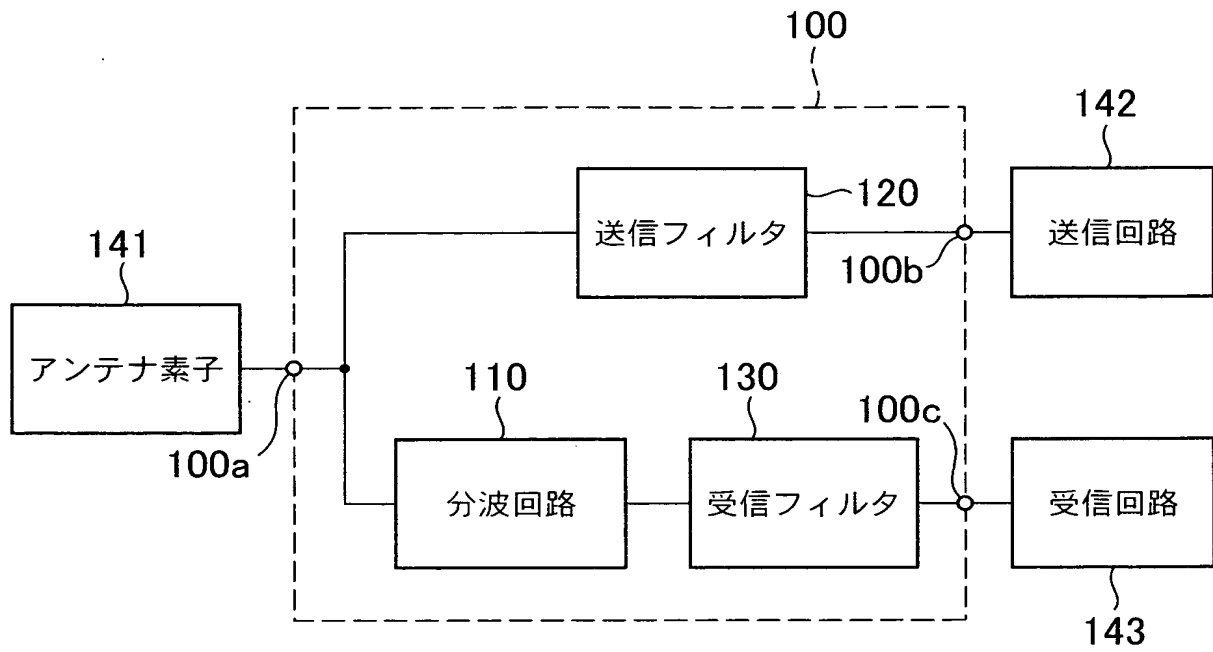 100
142
120
送信フィルタ
送信回路
100b
141
アンテナ素子
100a
110
130
100c
分波回路
受信フィルタ
受信回路
143